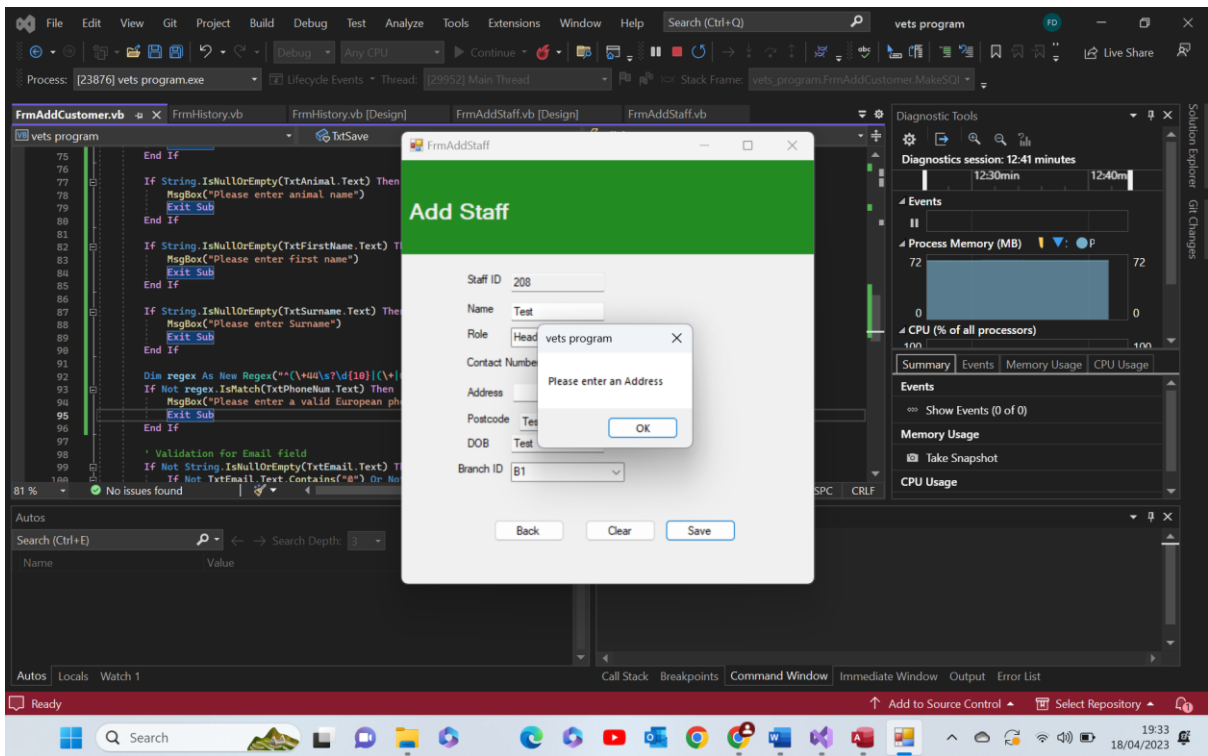 File Edit View Git Project Build Debug Test Analyze Tools Extensions Window Help Search (Ctrl+Q) vets program FD
Debug Any CPU Continue Live Share
Process: [23876] vets program.exe Lifecycle Events Thread: [29952] Main Thread Stack Frame: vets_program.FrmAddCustomer.MakeSQl
FrmAddCustomer.vb FrmHistory.vb FrmHistory.vb [Design] FrmAddStaff.vb [Design] FrmAddStaff.vb
vets program TxtSave
75 End If
76
77 If String.IsNullOrEmpty(TxtAnimal.Text) Then
78 MsgBox("Please enter animal name")
79 Exit Sub
80 End If
81
82 If String.IsNullOrEmpty(TxtFirstName.Text) T
83 MsgBox("Please enter first name")
84 Exit Sub
85 End If
86
87 If String.IsNullOrEmpty(TxtSurname.Text) The
88 MsgBox("Please enter Surname")
89 Exit Sub
90 End If
91
92 Dim regex As New Regex("^(\+44\s?\d{10}|(\+|
93 If Not regex.IsMatch(TxtPhoneNum.Text) Then
94 MsgBox("Please enter a valid European ph
95 Exit Sub
96 End If
97
98 ' Validation for Email field
99 If Not String.IsNullOrEmpty(TxtEmail.Text) T
100 If Not TxtEmail.Text.Contains("@") Or No
81 % No issues found SPC CRLF
FrmAddStaff
Add Staff
Staff ID 208
Name Test
Role Head
Contact Numbe
Address
Postcode Tes
DOB Test
Branch ID B1
Back Clear Save
vets program
Please enter an Address
OK
Diagnostic Tools
Diagnostics session: 12:41 minutes
12:30min 12:40m
Events
Process Memory (MB) P
72 72
0 0
CPU (% of all processors)
100 100
Summary Events Memory Usage CPU Usage
Events
Show Events (0 of 0)
Memory Usage
Take Snapshot
CPU Usage
Solution Explorer
Git Changes
Autos
Search (Ctrl+E) Search Depth: 3
Name Value
Autos Locals Watch 1
Call Stack Breakpoints Command Window Immediate Window Output Error List
Ready Add to Source Control Select Repository
Search
19:33
18/04/2023